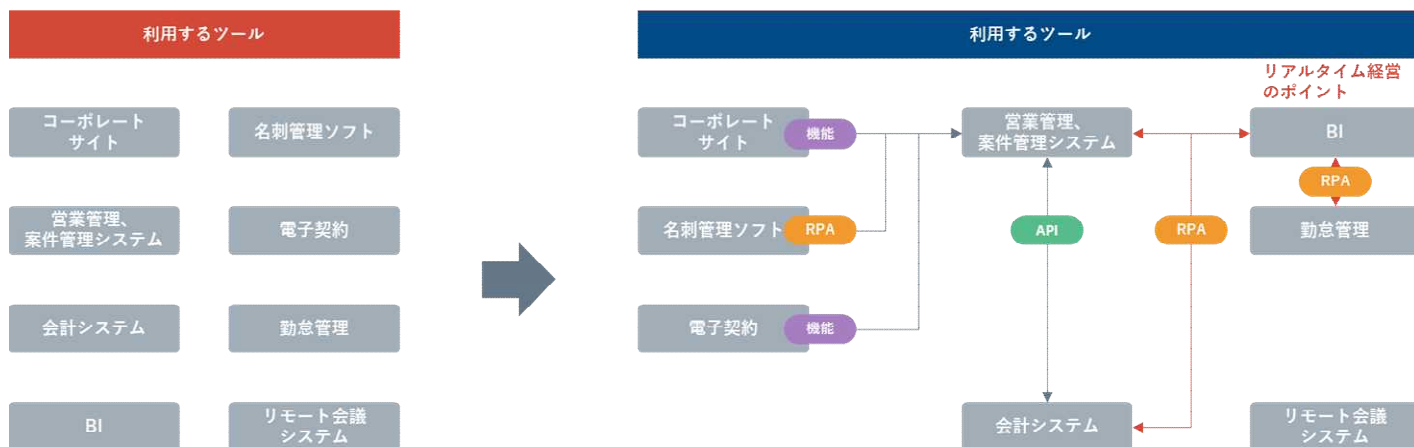 利用するツール
コーポレート
サイト
名刺管理ソフト
営業管理、
案件管理システム
電子契約
会計システム
勤怠管理
BI
リモート会議
システム
利用するツール
リアルタイム経営
のポイント
コーポレート
サイト
機能
営業管理、
案件管理システム
BI
RPA
名刺管理ソフト
RPA
API
RPA
勤怠管理
電子契約
機能
会計システム
リモート会議
システム